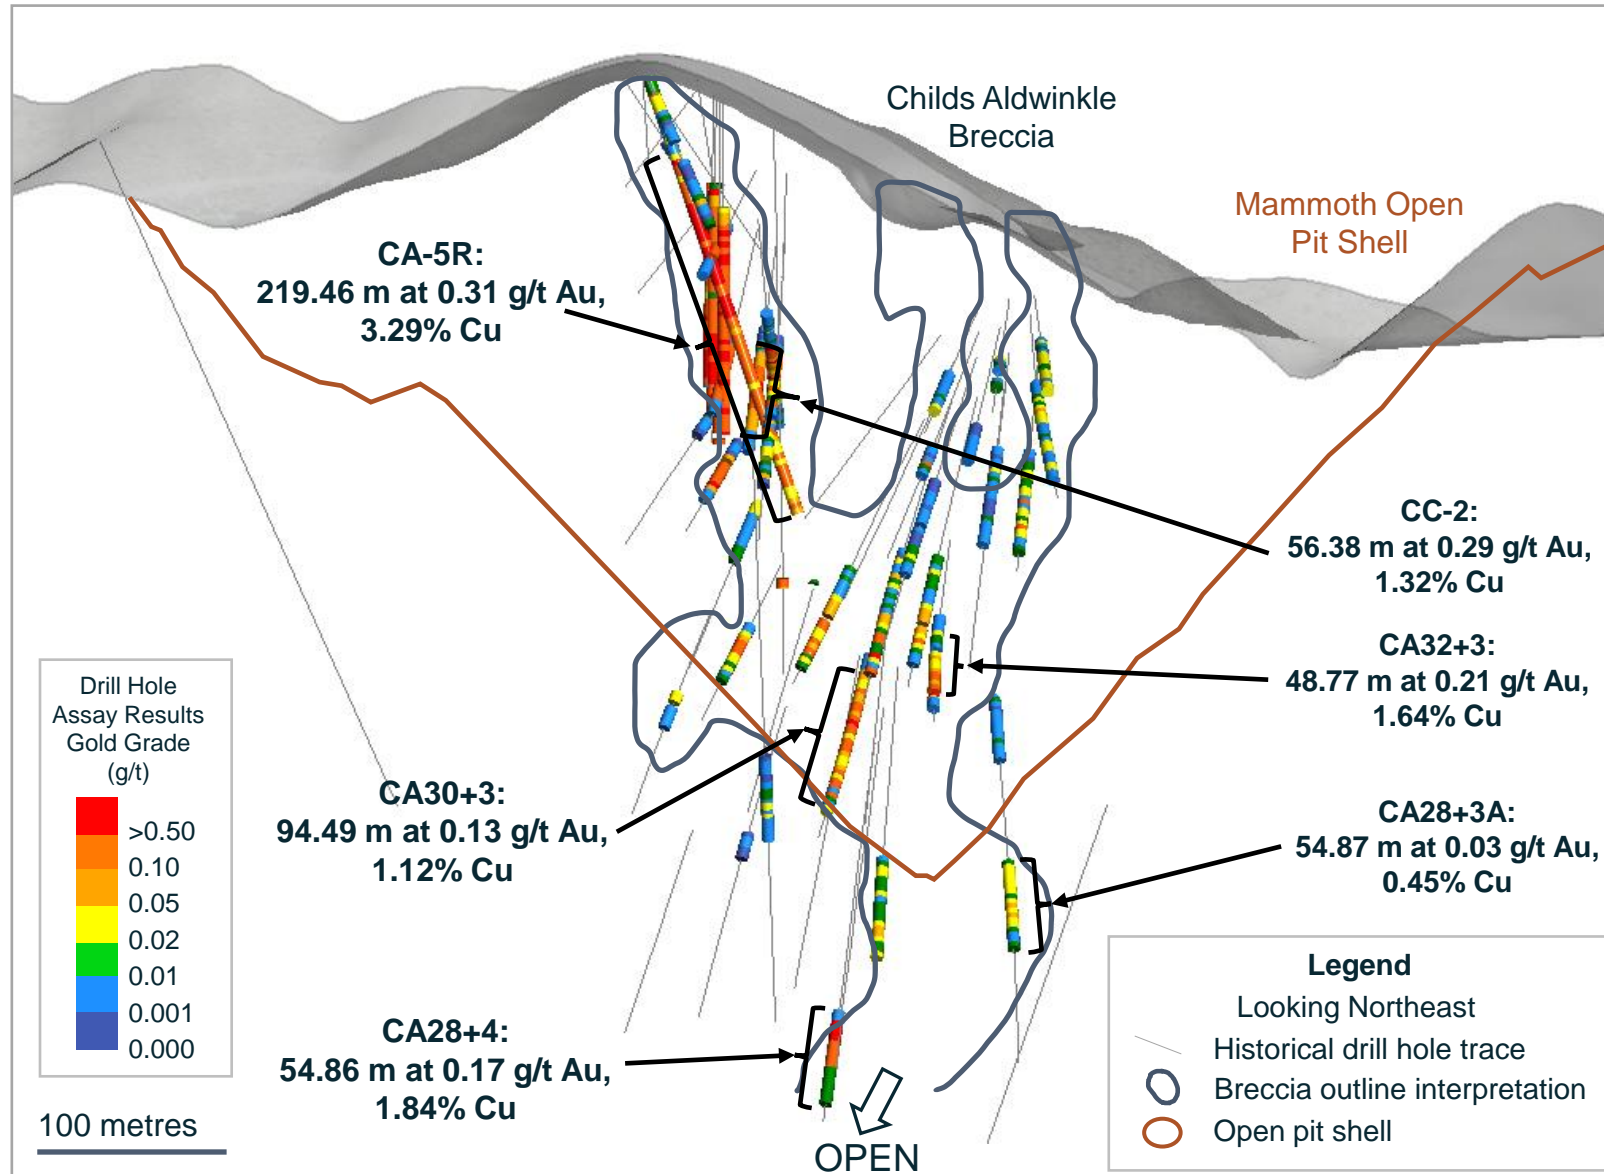 Childs Aldwinkle
Breccia
Mammoth Open
Pit Shell
CA-5R:
219.46 m at 0.31 g/t Au,
3.29% Cu
CC-2:
56.38 m at 0.29 g/t Au,
1.32% Cu
CA32+3:
48.77 m at 0.21 g/t Au,
1.64% Cu
CA30+3:
94.49 m at 0.13 g/t Au,
1.12% Cu
CA28+3A:
54.87 m at 0.03 g/t Au,
0.45% Cu
CA28+4:
54.86 m at 0.17 g/t Au,
1.84% Cu
Drill Hole
Assay Results
Gold Grade
(g/t)
>0.50
0.10
0.05
0.02
0.01
0.001
0.000
100 metres
OPEN
Legend
Looking Northeast
Historical drill hole trace
Breccia outline interpretation
Open pit shell